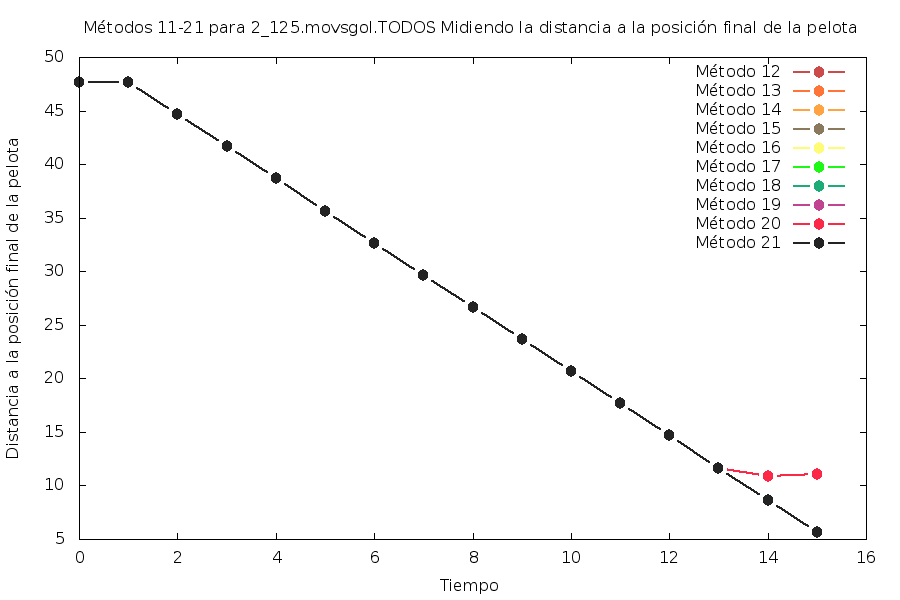 Métodos 11-21 para 2_125.movsgol.TODOS Midiendo la distancia a la posición final de la pelota
Distancia a la posición final de la pelota
50
45
40
35
30
25
20
15
10
5
Método 12
Método 13
Método 14
Método 15
Método 16
Método 17
Método 18
Método 19
Método 20
Método 21
0 2 4 6 8 10 12 14 16
Tiempo